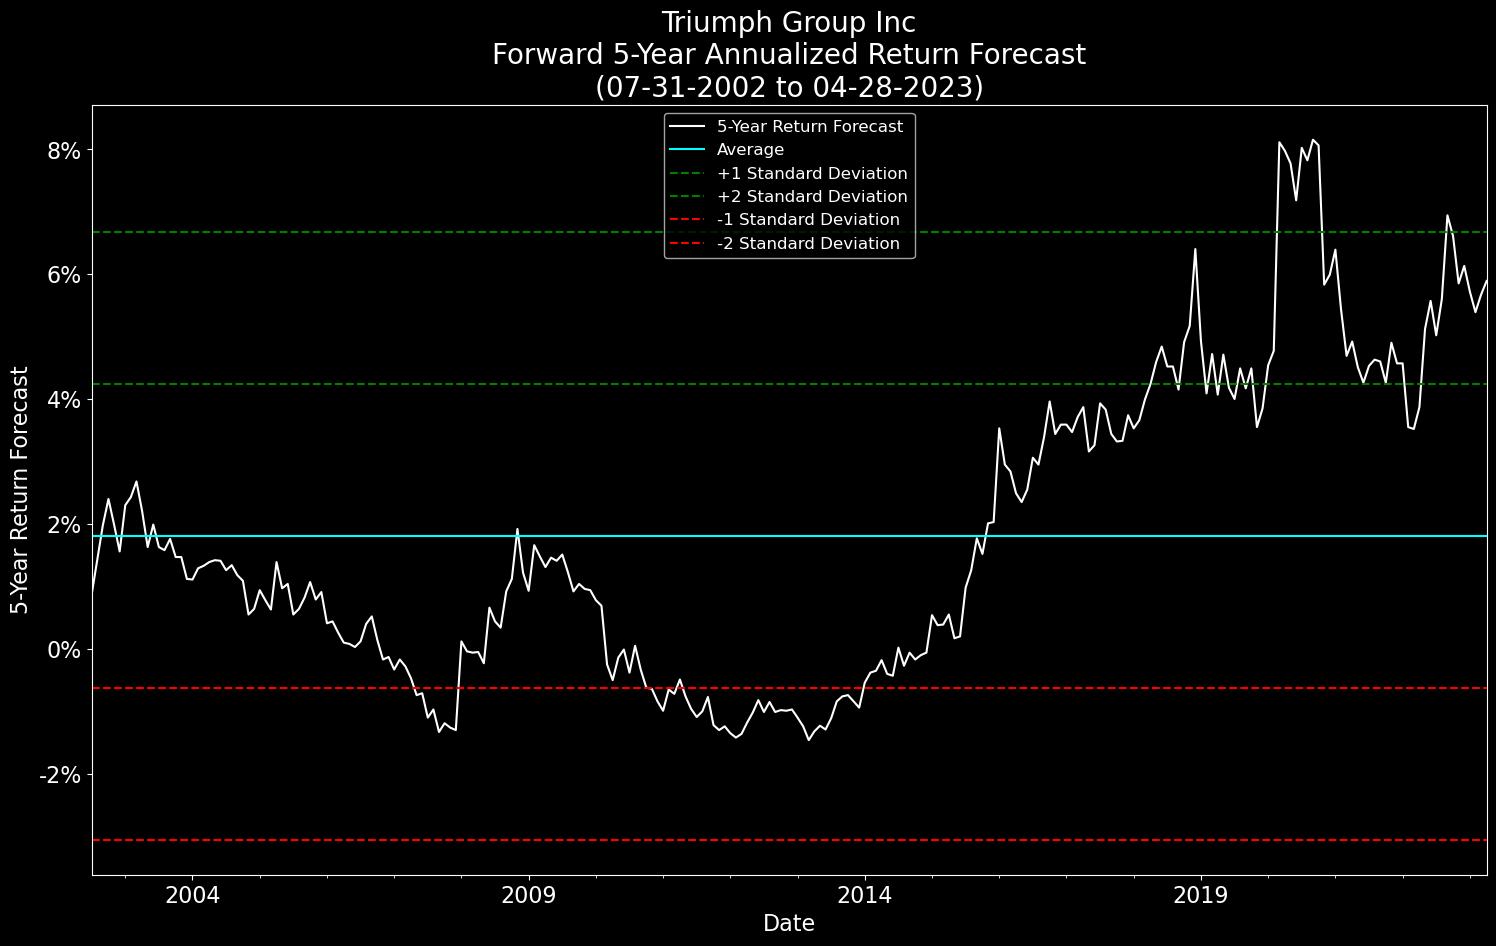 Triumph Group Inc
Forward 5-Year Annualized Return Forecast
(07-31-2002 to 04-28-2023)
5-Year Return Forecast
Average
+1 Standard Deviation
+2 Standard Deviation
-1 Standard Deviation
-2 Standard Deviation
8%
6%
4%
2%
0%
-2%
5-Year Return Forecast
2004 2009 2014 2019
Date